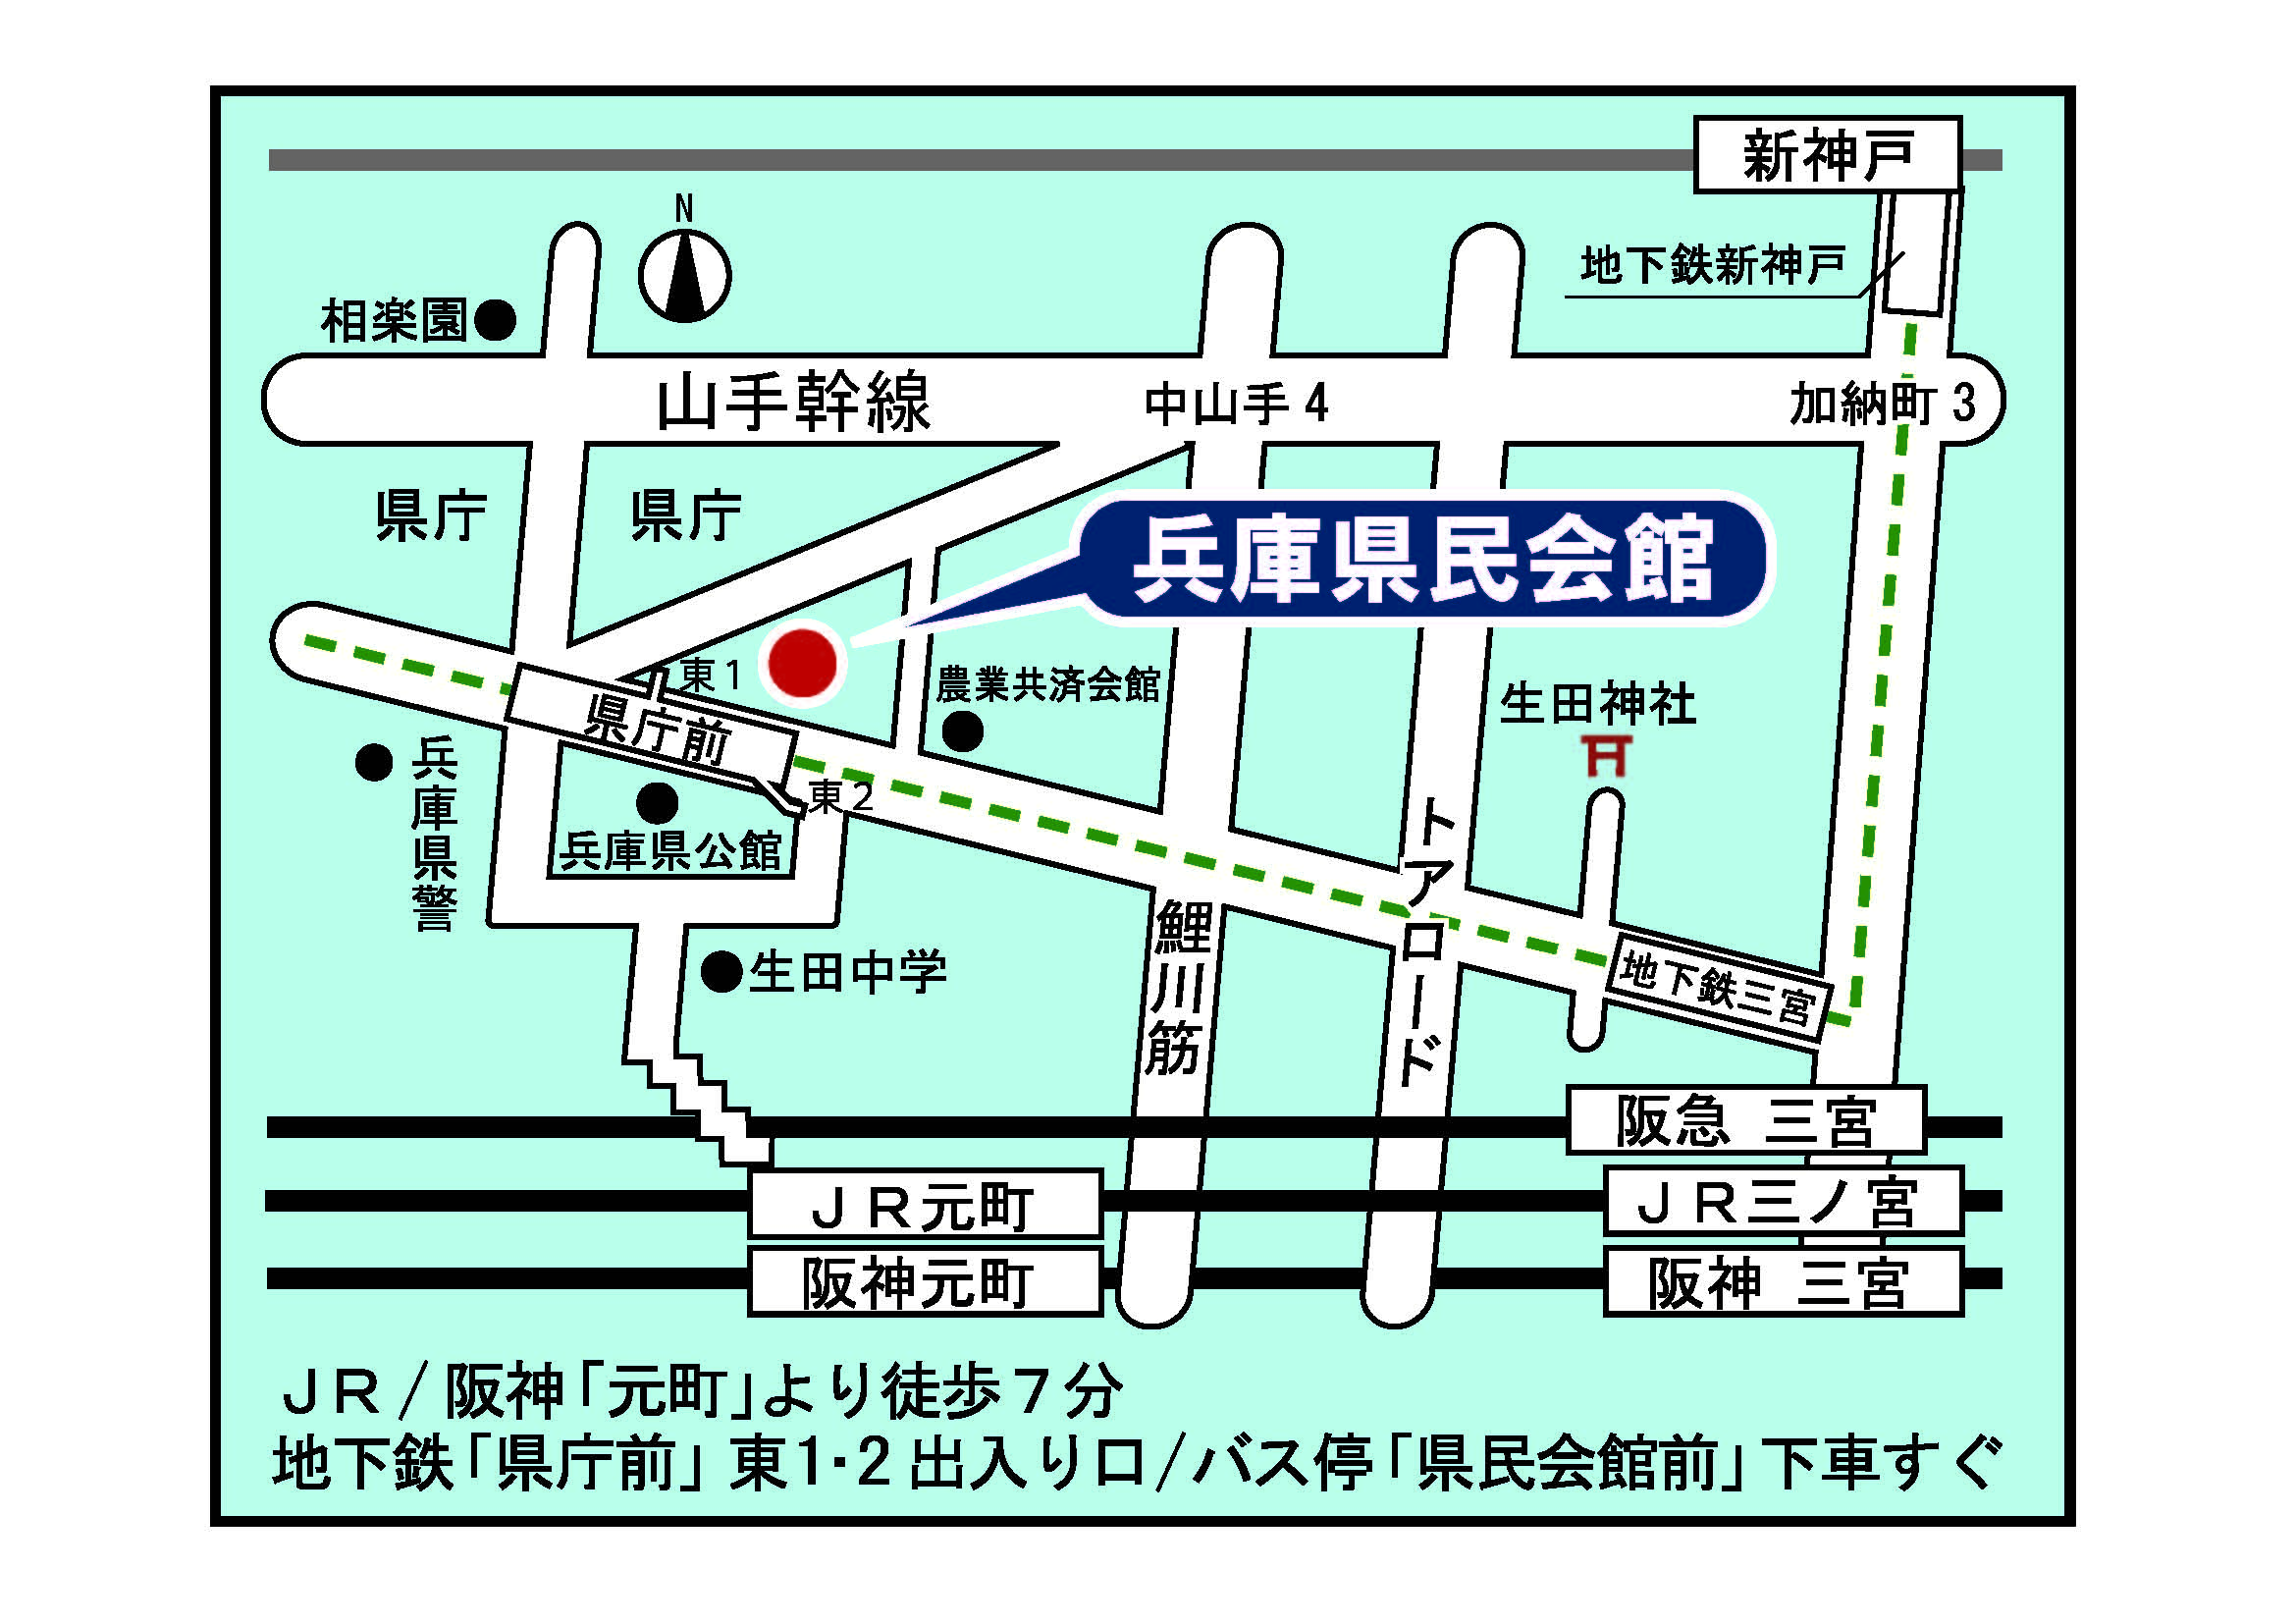 新神戸
N
地下鉄新神戸
相楽園
山手幹線
中山手4
加納町3
県庁
県庁
兵庫県民会館
東1
農業共済会館
生田神社
県庁前
兵庫県警
東2
兵庫県公館
トアロード
鯉川筋
生田中学
地下鉄三宮
阪急 三宮
JR元町
JR三ノ宮
阪神元町
阪神 三宮
JR/阪神「元町」より徒歩7分
地下鉄「県庁前」東1・2出入り口/バス停「県民会館前」下車すぐ